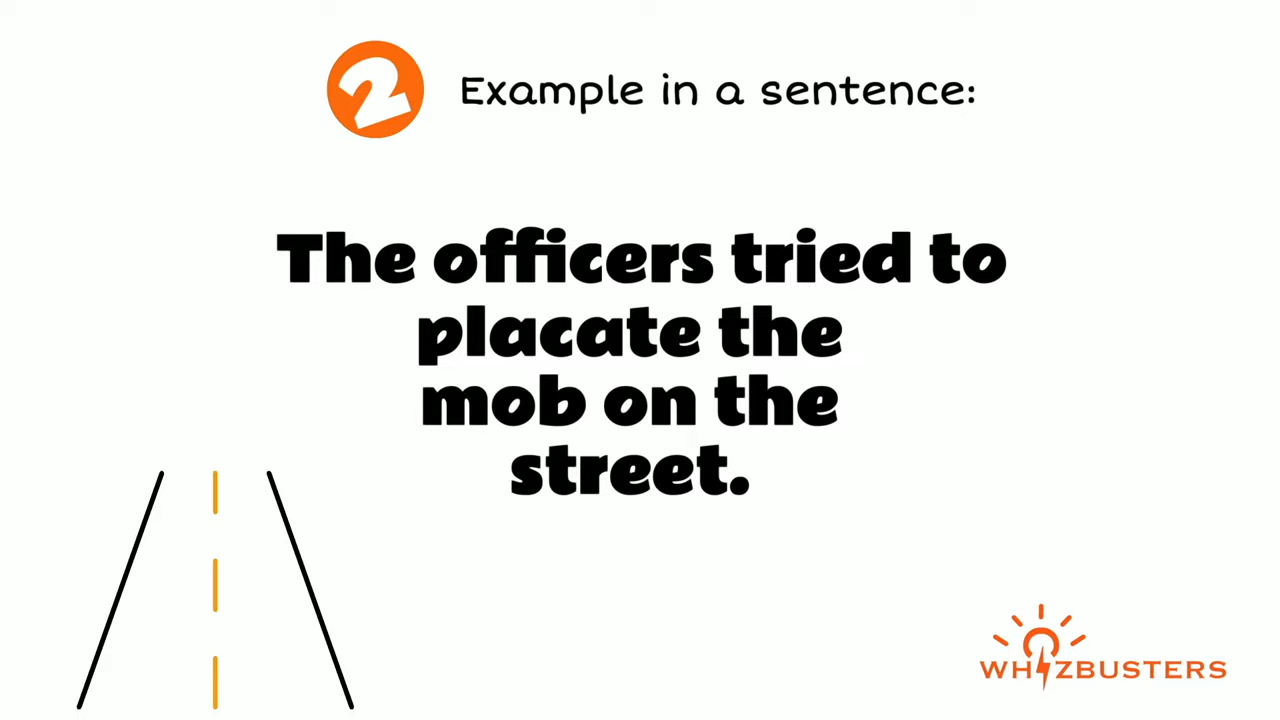 2
Example in a sentence:
The officers tried to
placate the
mob on the
street.
WHIZBUSTERS